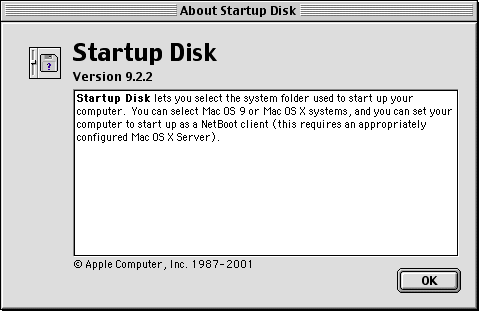 About Startup Disk
Startup Disk
?
Version 9.2.2
Startup Disk lets you select the system folder used to start up your
computer. You can select Mac OS 9 or Mac OS X systems, and you can set your
computer to start up as a NetBoot client (this requires an appropriately
configured Mac OS X Server).
© Apple Computer, Inc. 1987-2001
OK